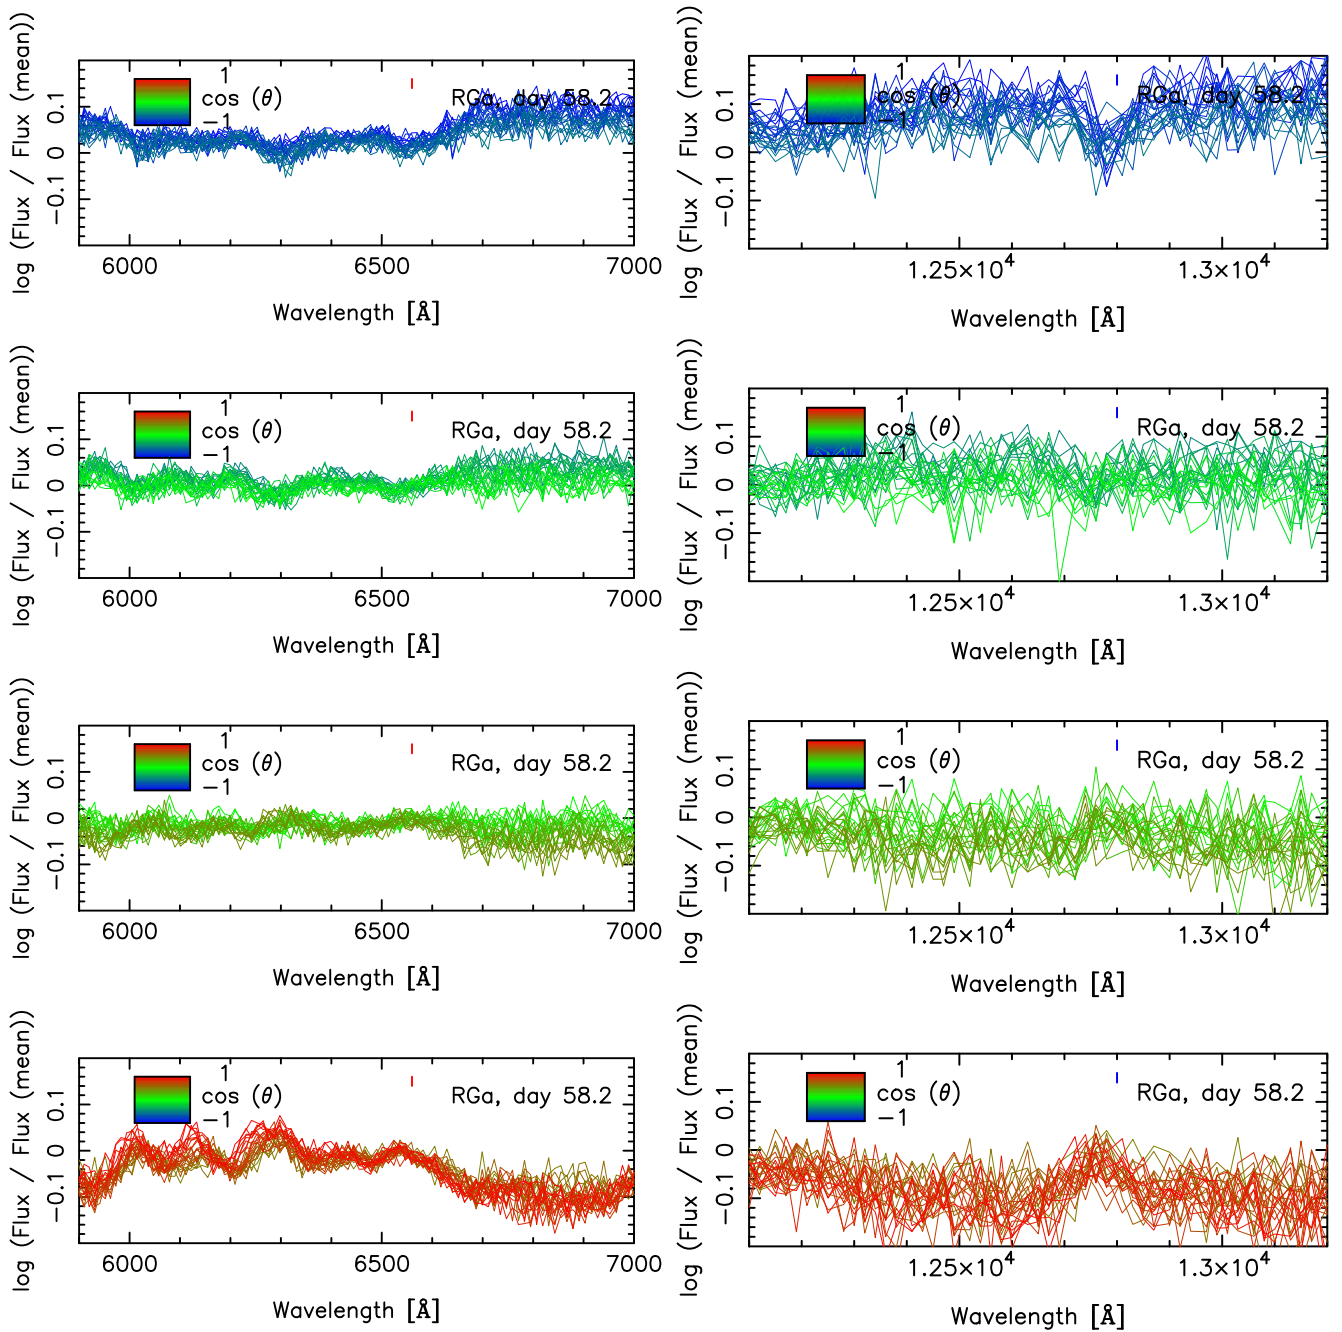 log (Flux / Flux (mean))
0.1
0
−0.1
1
cos (θ)
−1
RGa, day 58.2
6000
6500
7000
Wavelength [Å]
log (Flux / Flux (mean))
0.1
0
−0.1
1
cos (θ)
−1
RGa, day 58.2
1.25×10⁴
1.3×10⁴
Wavelength [Å]
log (Flux / Flux (mean))
0.1
0
−0.1
1
cos (θ)
−1
RGa, day 58.2
6000
6500
7000
Wavelength [Å]
log (Flux / Flux (mean))
0.1
0
−0.1
1
cos (θ)
−1
RGa, day 58.2
1.25×10⁴
1.3×10⁴
Wavelength [Å]
log (Flux / Flux (mean))
0.1
0
−0.1
1
cos (θ)
−1
RGa, day 58.2
6000
6500
7000
Wavelength [Å]
log (Flux / Flux (mean))
0.1
0
−0.1
1
cos (θ)
−1
RGa, day 58.2
1.25×10⁴
1.3×10⁴
Wavelength [Å]
log (Flux / Flux (mean))
0.1
0
−0.1
1
cos (θ)
−1
RGa, day 58.2
6000
6500
7000
Wavelength [Å]
log (Flux / Flux (mean))
0.1
0
−0.1
1
cos (θ)
−1
RGa, day 58.2
1.25×10⁴
1.3×10⁴
Wavelength [Å]